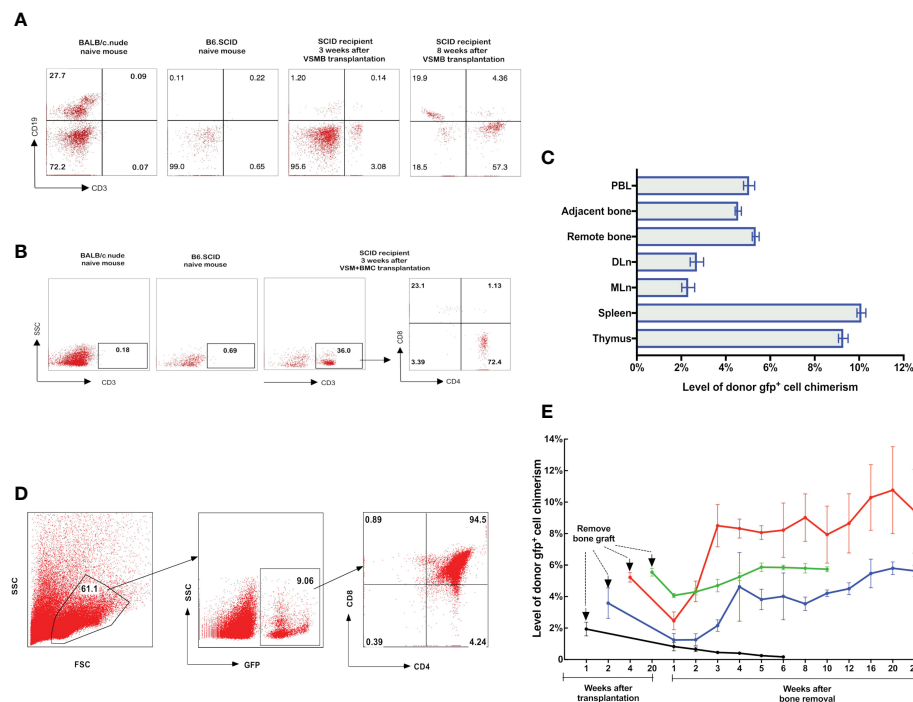 A
BALB/c.nude
naive mouse
B6.SCID
naive mouse
SCID recipient
3 weeks after
VSMB transplantation
SCID recipient
8 weeks after
VSMB transplantation
27.7 0.09
72.2 0.07
0.11 0.22
99.0 0.65
1.20 0.14
95.6 3.08
19.9 4.36
18.5 57.3
CD19
CD3
B
BALB/c.nude
naive mouse
B6.SCID
naive mouse
SCID recipient
3 weeks after
VSM+BMC transplantation
SSC
0.18
0.69
36.0
CD3
CD3
CD8
23.1 1.13
3.39 72.4
CD4
C
PBL
Adjacent bone
Remote bone
DLn
MLn
Spleen
Thymus
0% 2% 4% 6% 8% 10% 12%
Level of donor gfp+ cell chimerism
D
SSC
61.1
FSC
SSC
9.06
GFP
CD8
0.89 94.5
0.39 4.24
CD4
E
Level of donor gfp+ cell chimerism
14%
12%
10%
8%
6%
4%
2%
0%
Remove
bone graft
1 2 4 20 1 2 3 4 5 6 8 10 12 16 20
Weeks after
transplantation
Weeks after
bone removal